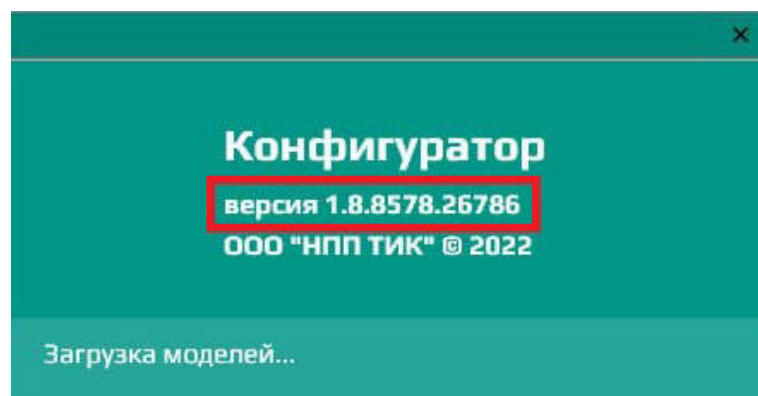 Конфигуратор
версия 1.8.8578.26786
ООО "НПП ТИК" © 2022
Загрузка моделей...